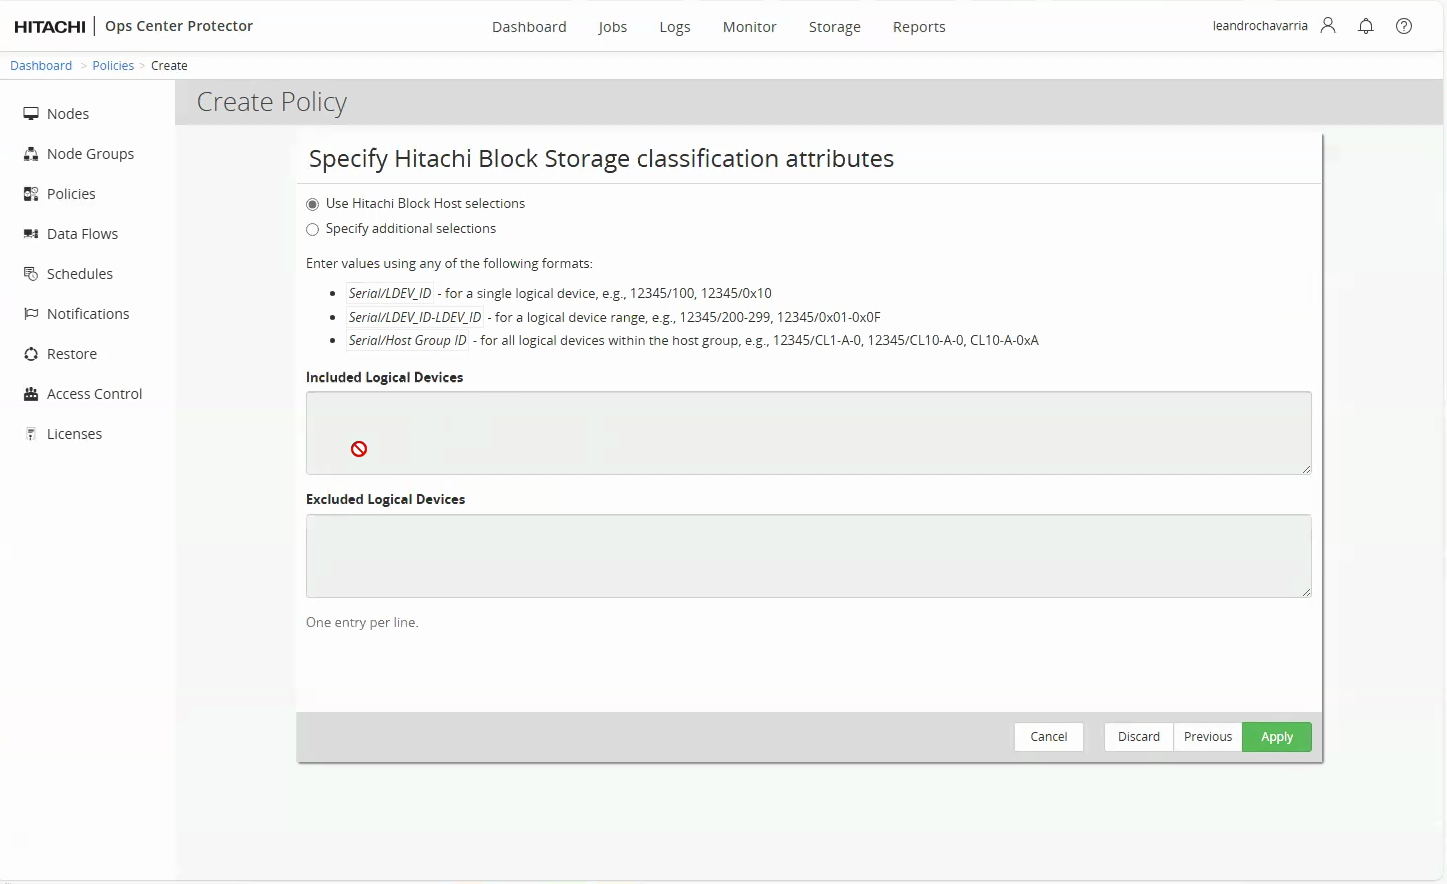 HITACHI | Ops Center Protector
Dashboard Jobs Logs Monitor Storage Reports
leandrochavarria
Dashboard > Policies > Create
Nodes
Node Groups
Policies
Data Flows
Schedules
Notifications
Restore
Access Control
Licenses
Create Policy
Specify Hitachi Block Storage classification attributes
Use Hitachi Block Host selections
Specify additional selections
Enter values using any of the following formats:
• Serial/LDEV_ID - for a single logical device, e.g., 12345/100, 12345/0x10
• Serial/LDEV_ID-LDEV_ID - for a logical device range, e.g., 12345/200-299, 12345/0x01-0x0F
• Serial/Host Group ID - for all logical devices within the host group, e.g., 12345/CL1-A-0, 12345/CL10-A-0, CL10-A-0xA
Included Logical Devices
Excluded Logical Devices
One entry per line.
Cancel Discard Previous Apply